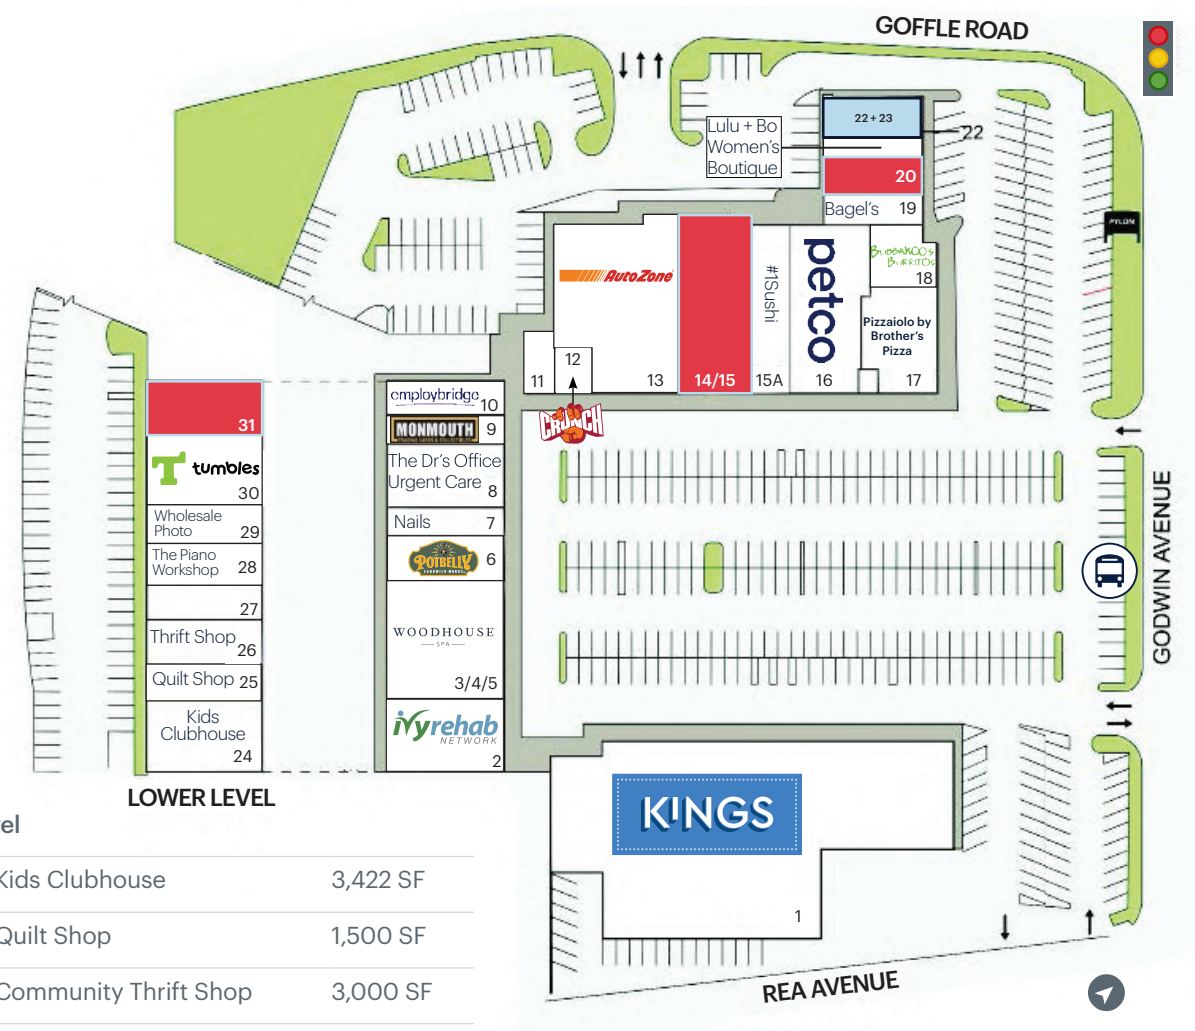 GOFFLE ROAD
22 + 23
22
Lulu + Bo
Women's
Boutique
20
Bagel's 19
PYLON
AutoZone
#1Sushi
petco
BUBBAKOO'S
BURRITOS
18
Pizzaiolo by
Brother's
Pizza
11
12
13
14/15
15A
16
17
CRUNCH
employbridge 10
MONMOUTH 9
The Dr's Office
Urgent Care 8
Nails 7
POTBELLY
SANDWICH WORKS
6
WOODHOUSE
SPA
3/4/5
ivyrehab
NETWORK
2
31
tumbles
30
Wholesale
Photo 29
The Piano
Workshop 28
27
Thrift Shop
26
Quilt Shop 25
Kids
Clubhouse
24
LOWER LEVEL
GODWIN AVENUE
KINGS
1
REA AVENUE
vel
Kids Clubhouse 3,422 SF
Quilt Shop 1,500 SF
Community Thrift Shop 3,000 SF